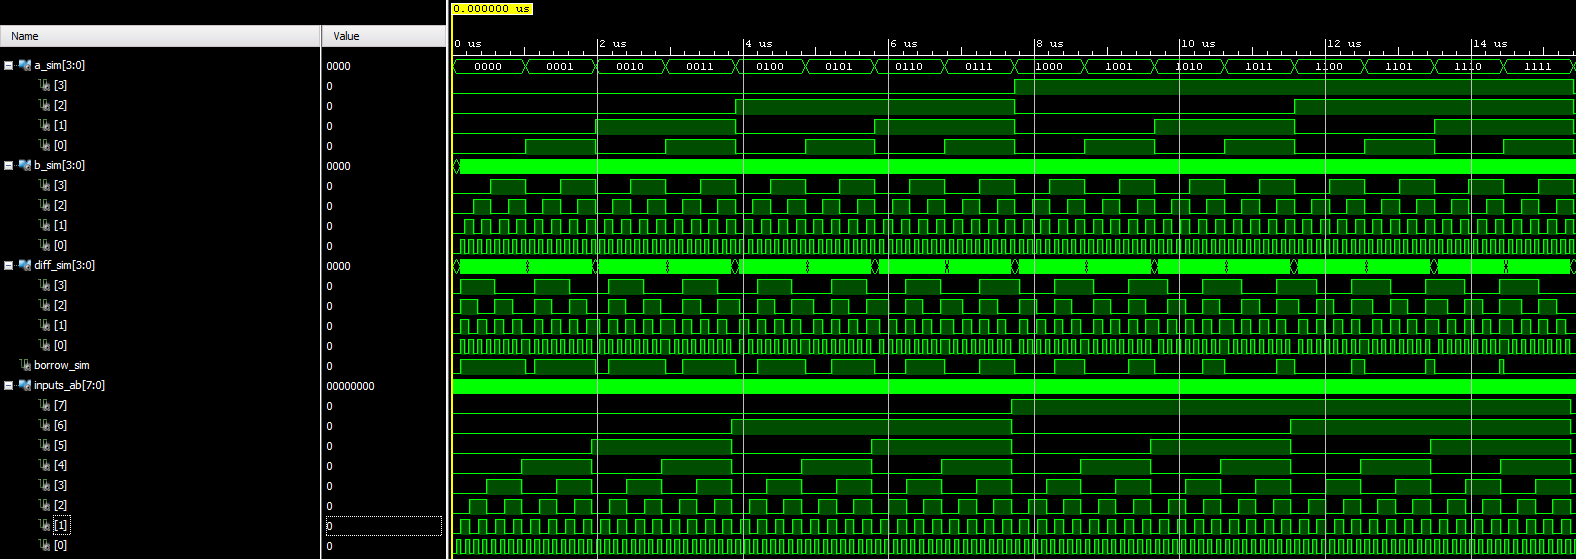 0.000000 us
Name Value
0 us 2 us 4 us 6 us 8 us 10 us 12 us 14 us
a_sim[3:0] 0000 0000 0001 0010 0011 0100 0101 0110 0111 1000 1001 1010 1011 1100 1101 1110 1111
[3] 0
[2] 0
[1] 0
[0] 0
b_sim[3:0] 0000
[3] 0
[2] 0
[1] 0
[0] 0
diff_sim[3:0] 0000
[3] 0
[2] 0
[1] 0
[0] 0
borrow_sim 0
inputs_ab[7:0] 00000000
[7] 0
[6] 0
[5] 0
[4] 0
[3] 0
[2] 0
[1] 0
[0] 0